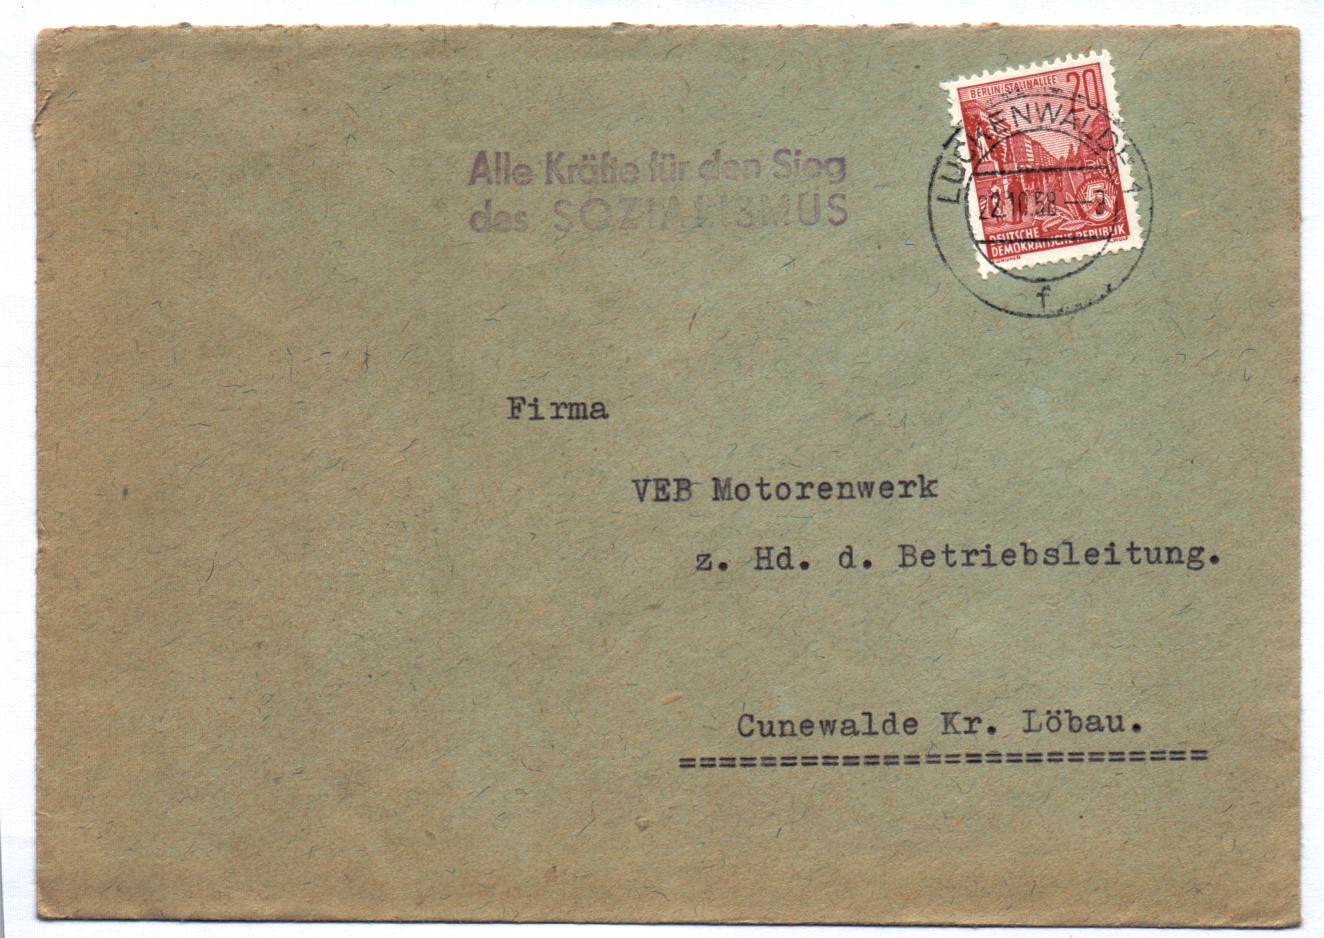 BERLIN STALINALLEE
20
LUCKENWALDE 1
22.10.58
5
DEUTSCHE
DEMOKRATISCHE REPUBLIK
f
Alle Kräfte für den Sieg
des SOZIALISMUS
Firma
VEB Motorenwerk
z. Hd. d. Betriebsleitung.
Cunewalde Kr. Löbau.
==========================